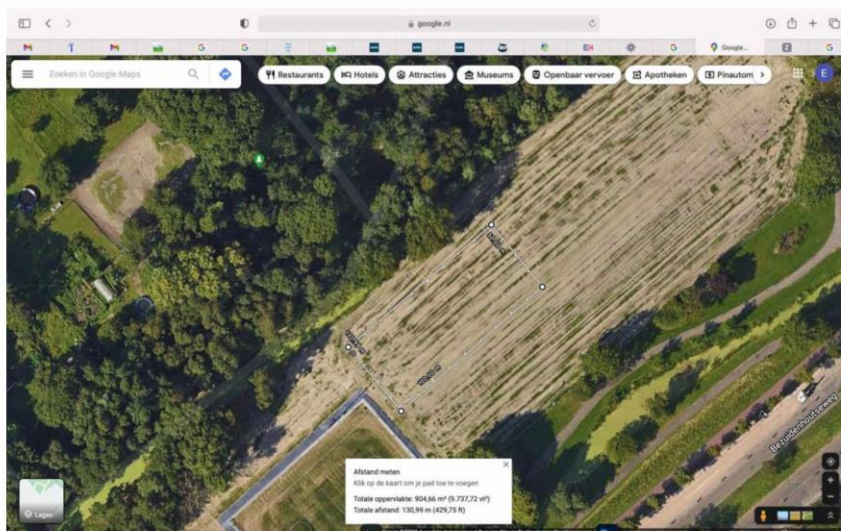 google.nl
Google...
Zoeken in Google Maps
Restaurants
Hotels
Attracties
Museums
Openbaar vervoer
Apotheken
Pinautom
E
Bezuidenhoutseweg
Afstand meten
Klik op de kaart om je pad toe te voegen
Totale oppervlakte: 904,66 m² (9.737,72 vt²)
Totale afstand: 130,99 m (429,75 ft)
Lagen